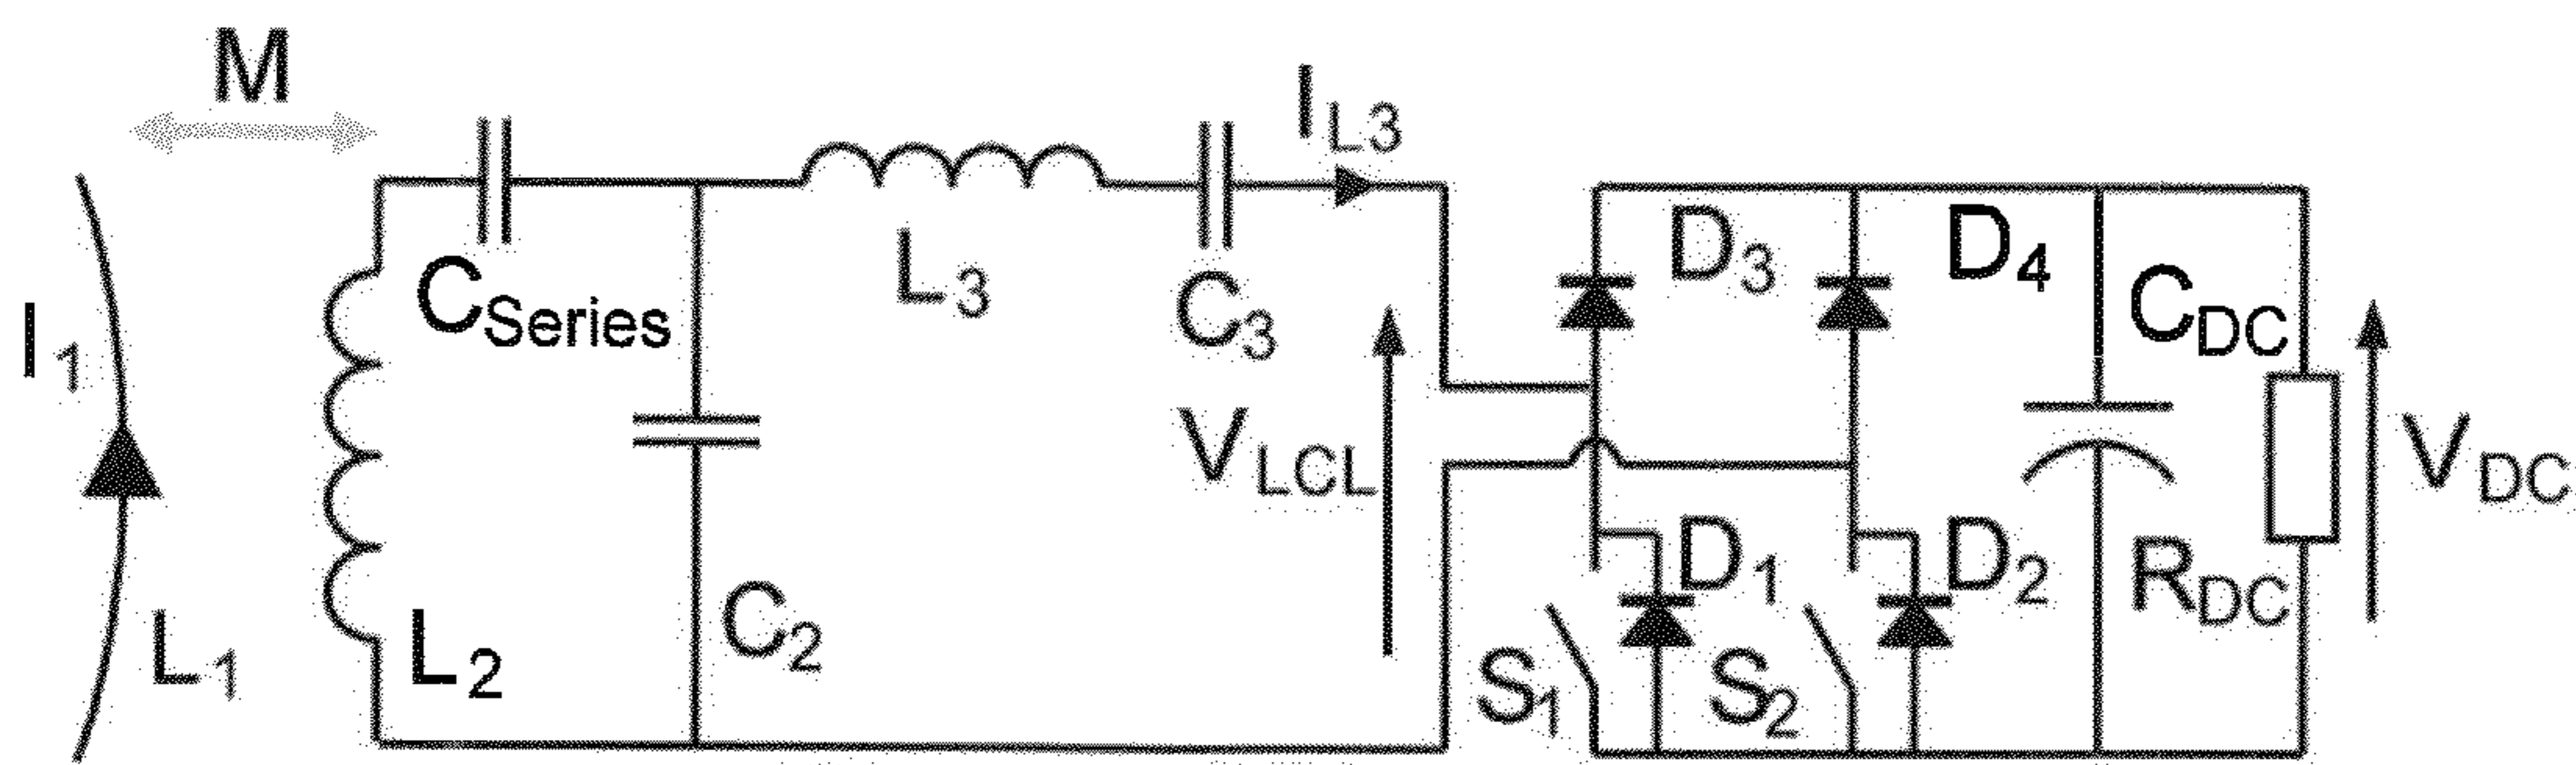 M
I1
L1
L2
CSeries
C2
L3
C3
IL3
VLCL
D3
D4
D1
D2
S1
S2
CDC
RDC
VDC